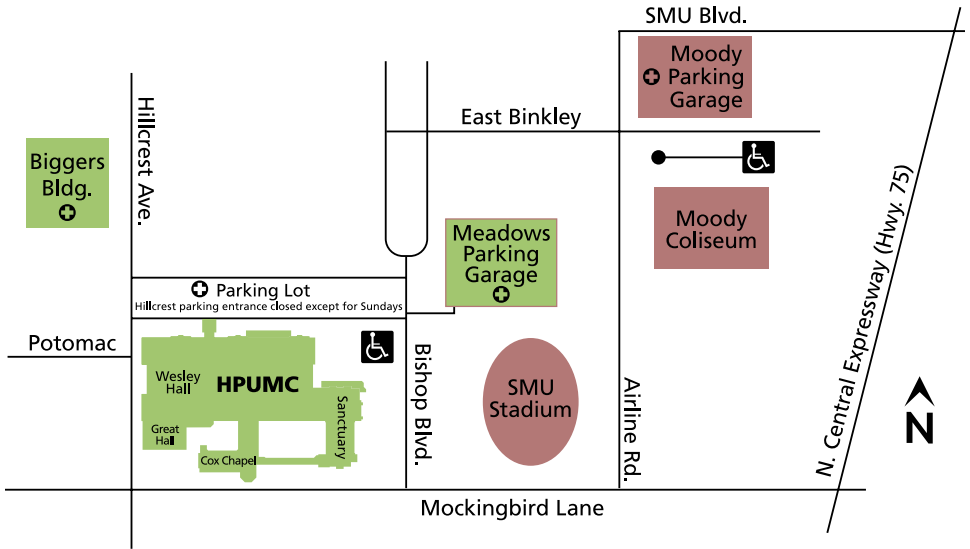 SMU Blvd.
Moody
Parking
Garage
East Binkley
Hillcrest Ave.
Biggers
Bldg.
N. Central Expressway (Hwy. 75)
Moody
Coliseum
Meadows
Parking
Garage
Parking Lot
Hillcrest parking entrance closed except for Sundays
Potomac
Wesley
Hall
HPUMC
Great
Hall
Cox Chapel
Sanctuary
Bishop Blvd.
SMU
Stadium
Airline Rd.
N
Mockingbird Lane